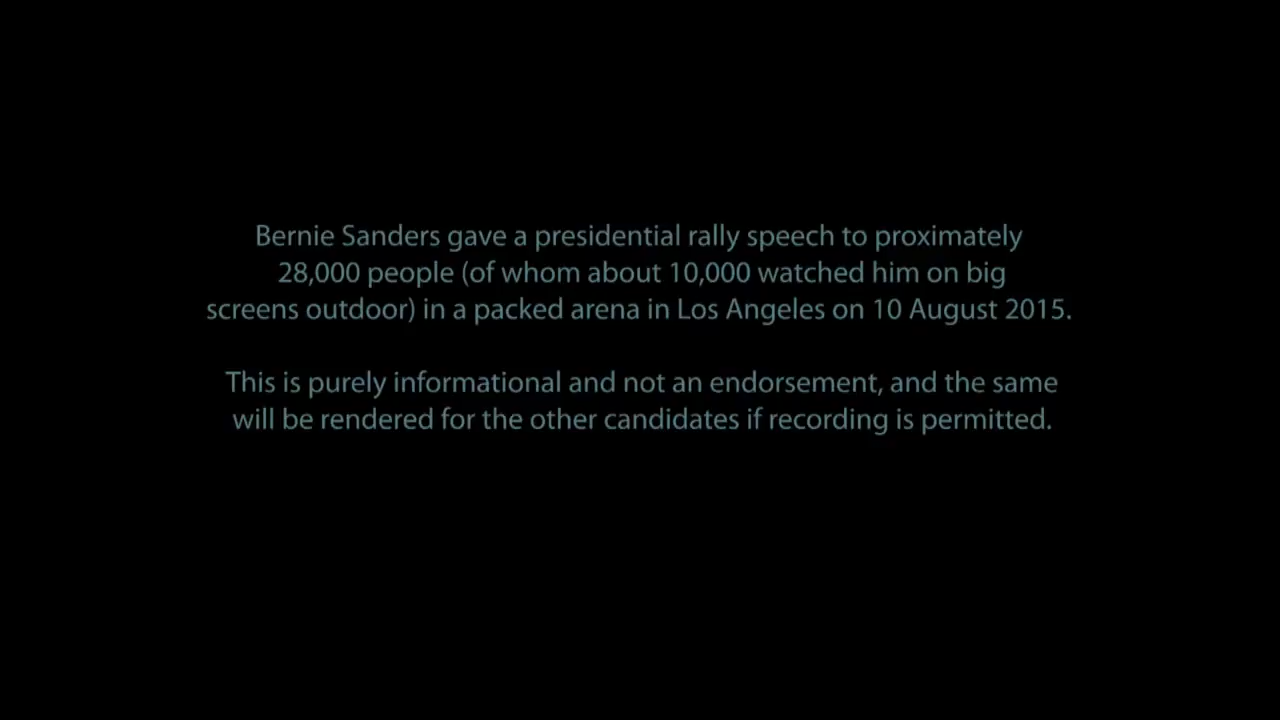 Bernie Sanders gave a presidential rally speech to proximately
28,000 people (of whom about 10,000 watched him on big
screens outdoor) in a packed arena in Los Angeles on 10 August 2015.
This is purely informational and not an endorsement, and the same
will be rendered for the other candidates if recording is permitted.